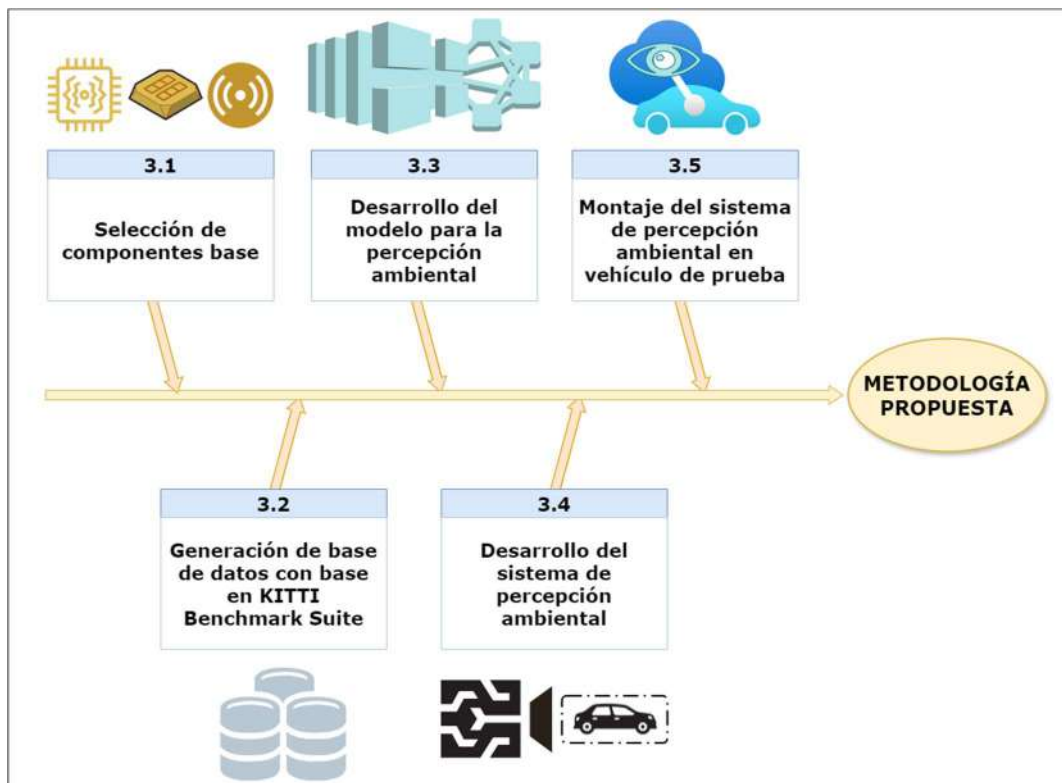 3.1
Selección de
componentes base
3.3
Desarrollo del
modelo para la
percepción
ambiental
3.5
Montaje del sistema
de percepción
ambiental en
vehículo de prueba
METODOLOGÍA
PROPUESTA
3.2
Generación de base
de datos con base
en KITTI
Benchmark Suite
3.4
Desarrollo del
sistema de
percepción
ambiental